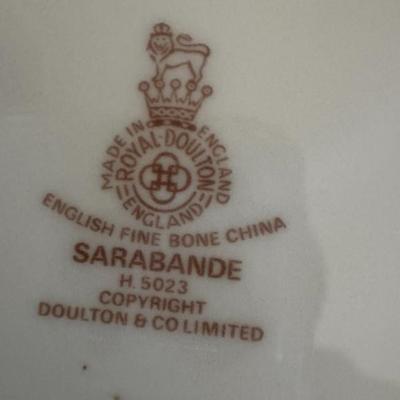 MADE IN ENGLAND
ROYAL·DOULTON
ENGLAND
ENGLISH FINE BONE CHINA
SARABANDE
H. 5023
COPYRIGHT
DOULTON & CO LIMITED